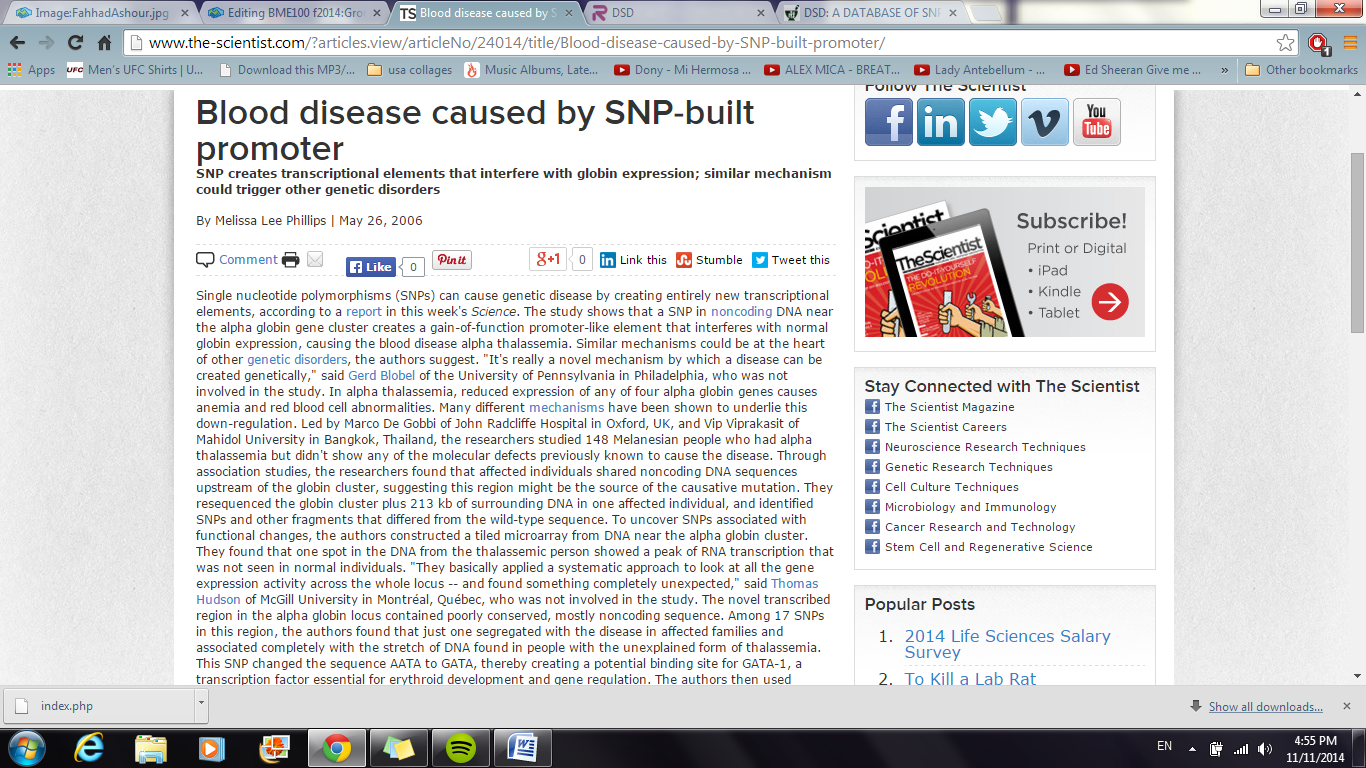 Image:FahhadAshour.jpg
Editing BME100 f2014:Gro
Blood disease caused by S
DSD
DSD: A DATABASE OF SNP
www.the-scientist.com/?articles.view/articleNo/24014/title/Blood-disease-caused-by-SNP-built-promoter/
1
Apps
UFC Men's UFC Shirts | U...
Download this MP3/...
usa collages
Music Albums, Late...
Dony - Mi Hermosa ...
ALEX MICA - BREAT...
Lady Antebellum - ...
Ed Sheeran Give me ...
»
Other bookmarks
Blood disease caused by SNP-built
promoter
SNP creates transcriptional elements that interfere with globin expression; similar mechanism
could trigger other genetic disorders
By Melissa Lee Phillips | May 26, 2006
Comment
Like
0
Pin it
g+1
0
Link this
Stumble
Tweet this
Single nucleotide polymorphisms (SNPs) can cause genetic disease by creating entirely new transcriptional
elements, according to a report in this week's Science. The study shows that a SNP in noncoding DNA near
the alpha globin gene cluster creates a gain-of-function promoter-like element that interferes with normal
globin expression, causing the blood disease alpha thalassemia. Similar mechanisms could be at the heart
of other genetic disorders, the authors suggest. "It's really a novel mechanism by which a disease can be
created genetically," said Gerd Blobel of the University of Pennsylvania in Philadelphia, who was not
involved in the study. In alpha thalassemia, reduced expression of any of four alpha globin genes causes
anemia and red blood cell abnormalities. Many different mechanisms have been shown to underlie this
down-regulation. Led by Marco De Gobbi of John Radcliffe Hospital in Oxford, UK, and Vip Viprakasit of
Mahidol University in Bangkok, Thailand, the researchers studied 148 Melanesian people who had alpha
thalassemia but didn't show any of the molecular defects previously known to cause the disease. Through
association studies, the researchers found that affected individuals shared noncoding DNA sequences
upstream of the globin cluster, suggesting this region might be the source of the causative mutation. They
resequenced the globin cluster plus 213 kb of surrounding DNA in one affected individual, and identified
SNPs and other fragments that differed from the wild-type sequence. To uncover SNPs associated with
functional changes, the authors constructed a tiled microarray from DNA near the alpha globin cluster.
They found that one spot in the DNA from the thalassemic person showed a peak of RNA transcription that
was not seen in normal individuals. "They basically applied a systematic approach to look at all the gene
expression activity across the whole locus -- and found something completely unexpected," said Thomas
Hudson of McGill University in Montréal, Québec, who was not involved in the study. The novel transcribed
region in the alpha globin locus contained poorly conserved, mostly noncoding sequence. Among 17 SNPs
in this region, the authors found that just one segregated with the disease in affected families and
associated completely with the stretch of DNA found in people with the unexplained form of thalassemia.
This SNP changed the sequence AATA to GATA, thereby creating a potential binding site for GATA-1, a
transcription factor essential for erythroid development and gene regulation. The authors then used
Follow The Scientist
f
in
v
You
Tube
Scientist
TheScientist
THE DO-IT-YOURSELF
REVOLUTION
Subscribe!
Print or Digital
• iPad
• Kindle
• Tablet
Stay Connected with The Scientist
The Scientist Magazine
The Scientist Careers
Neuroscience Research Techniques
Genetic Research Techniques
Cell Culture Techniques
Microbiology and Immunology
Cancer Research and Technology
Stem Cell and Regenerative Science
Popular Posts
1. 2014 Life Sciences Salary
Survey
2. To Kill a Lab Rat
index.php
Show all downloads...
EN
4:55 PM
11/11/2014